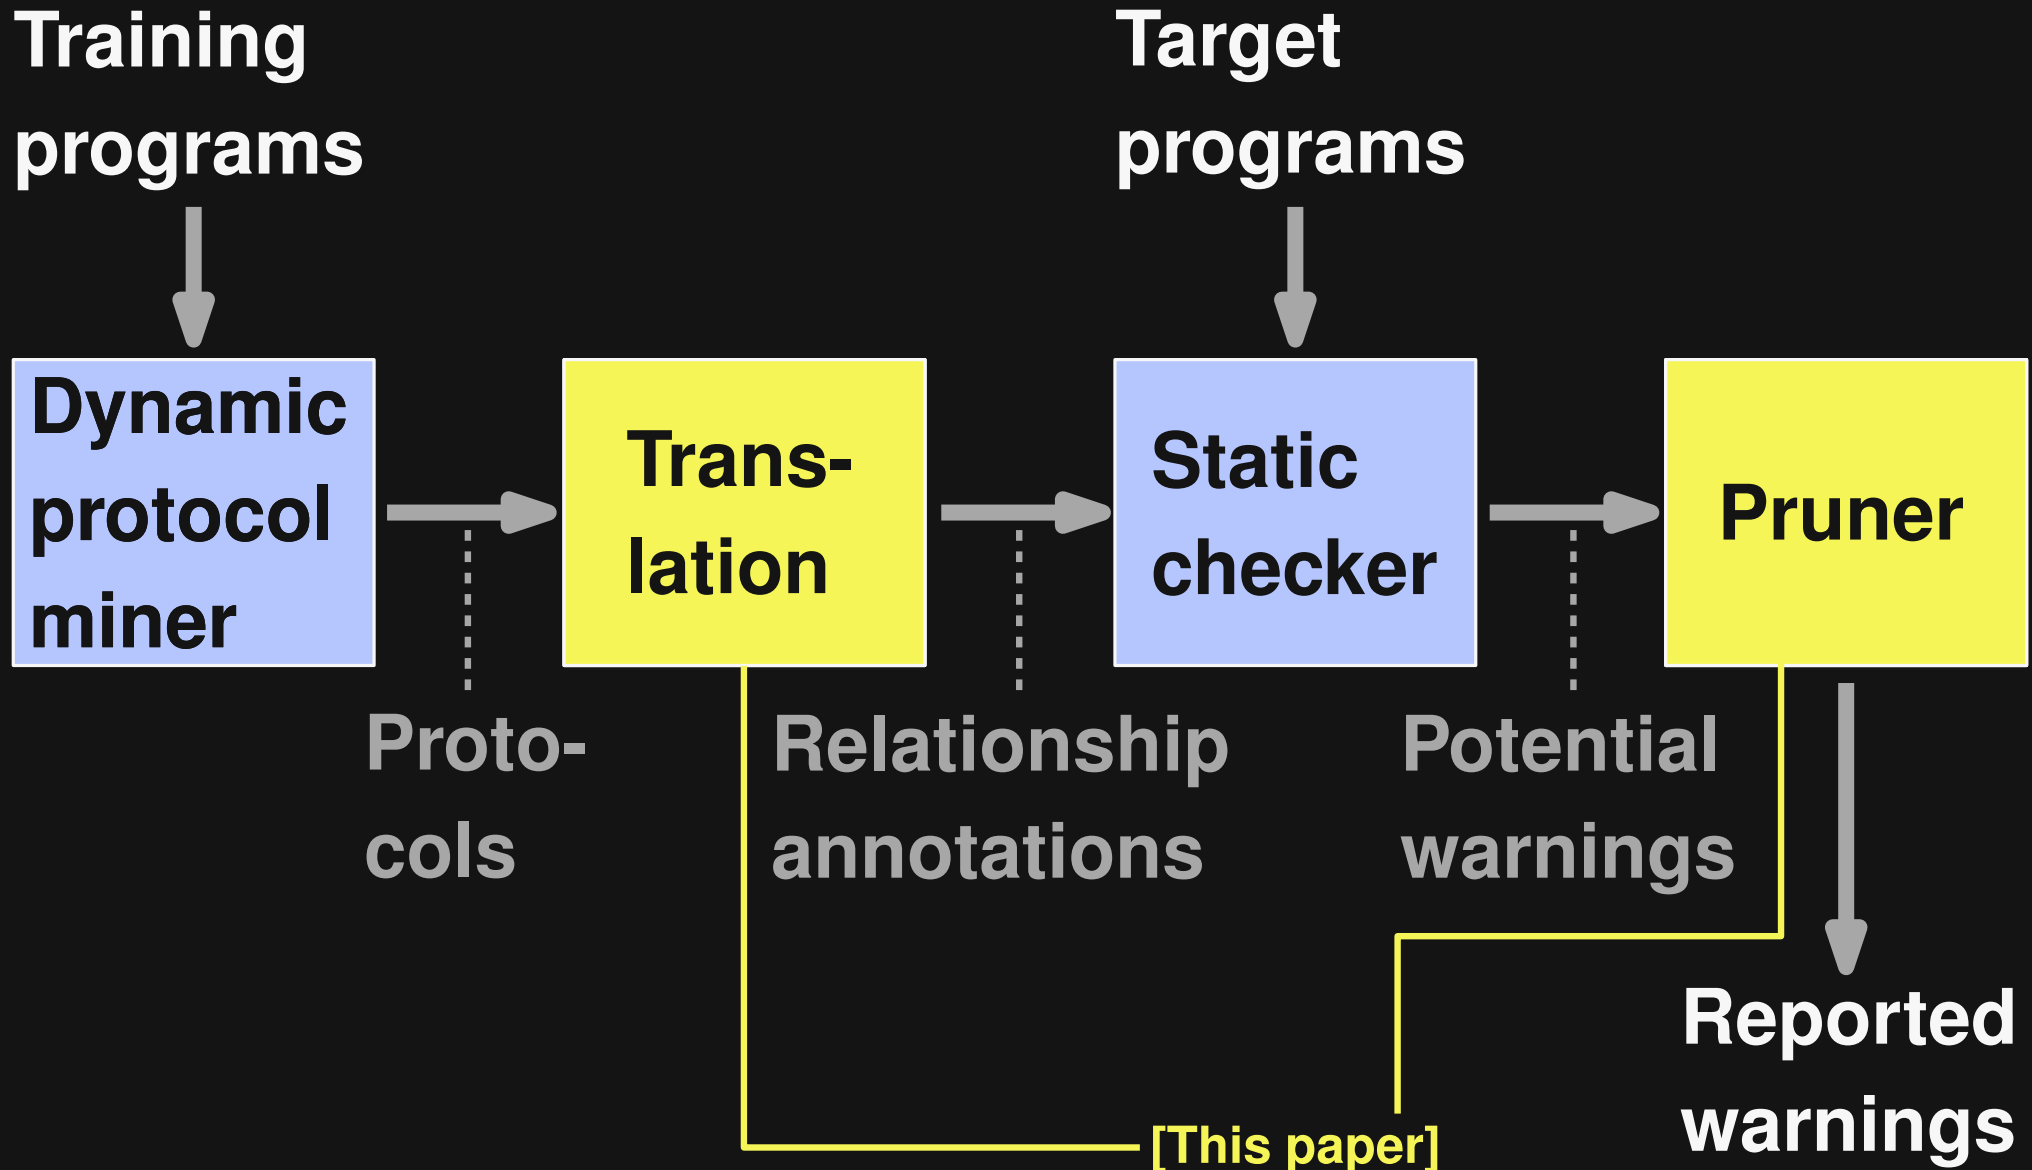 Training
programs
Target
programs
Dynamic
protocol
miner
Trans-
lation
Static
checker
Pruner
Proto-
cols
Relationship
annotations
Potential
warnings
Reported
warnings
[This paper]